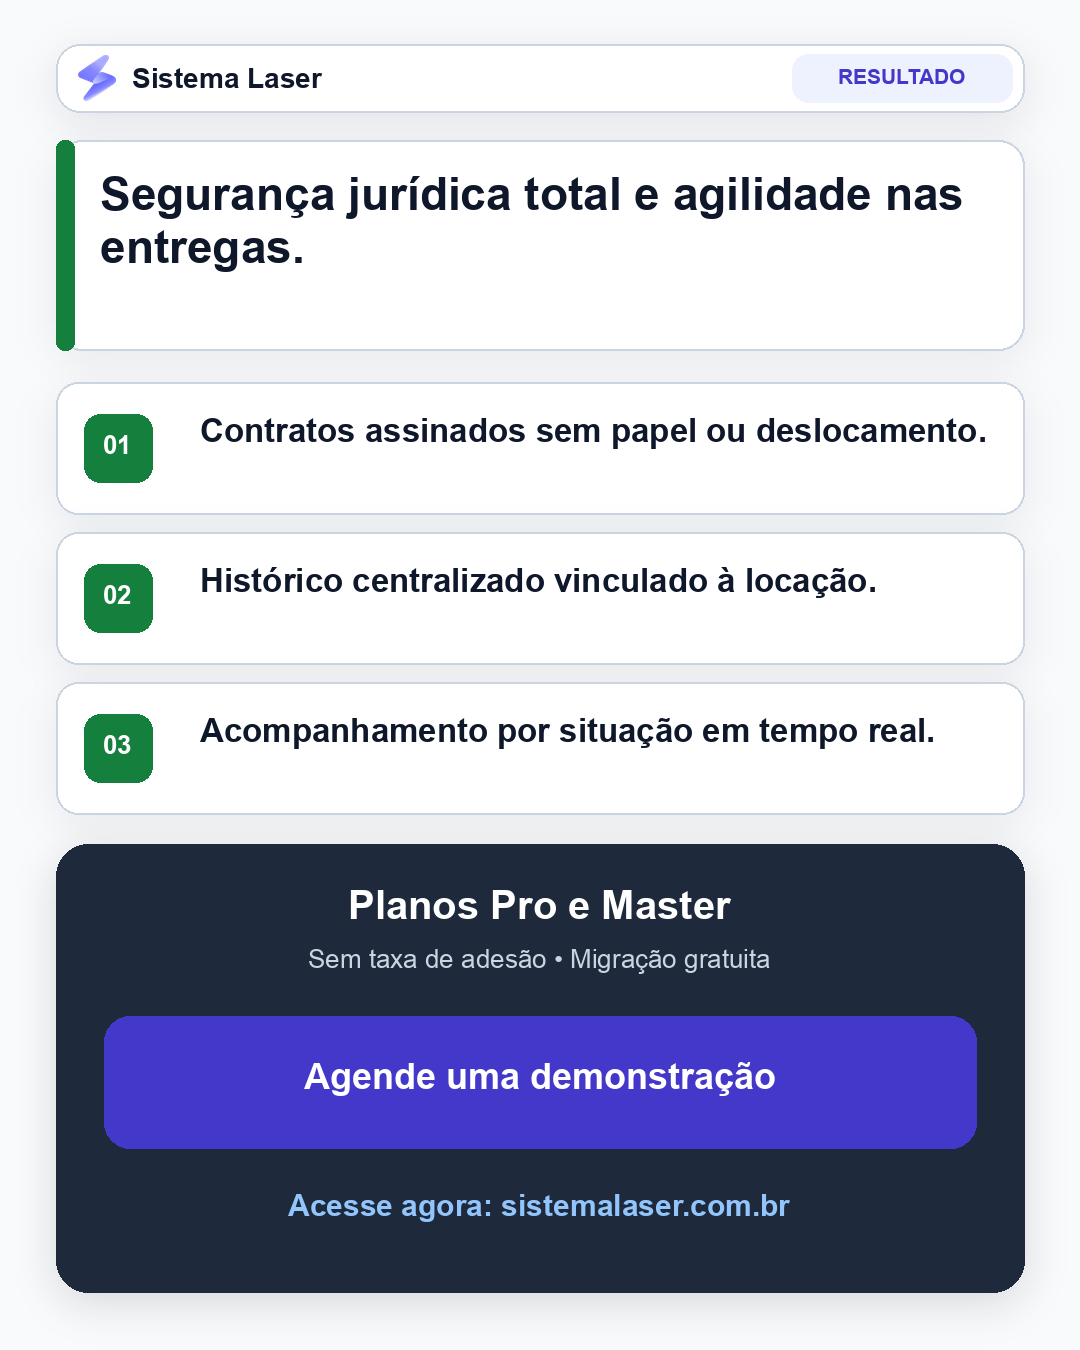 Sistema Laser
RESULTADO
Segurança jurídica total e agilidade nas
entregas.
01
Contratos assinados sem papel ou deslocamento.
02
Histórico centralizado vinculado à locação.
03
Acompanhamento por situação em tempo real.
Planos Pro e Master
Sem taxa de adesão • Migração gratuita
Agende uma demonstração
Acesse agora: sistemalaser.com.br